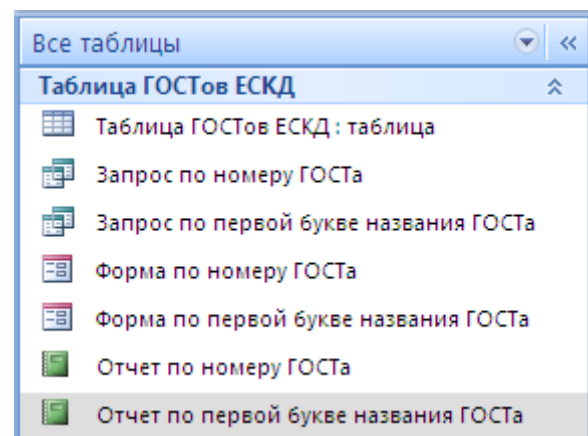 Все таблицы
Таблица ГОСТов ЕСКД
Таблица ГОСТов ЕСКД : таблица
Запрос по номеру ГОСТа
Запрос по первой букве названия ГОСТа
Форма по номеру ГОСТа
Форма по первой букве названия ГОСТа
Отчет по номеру ГОСТа
Отчет по первой букве названия ГОСТа